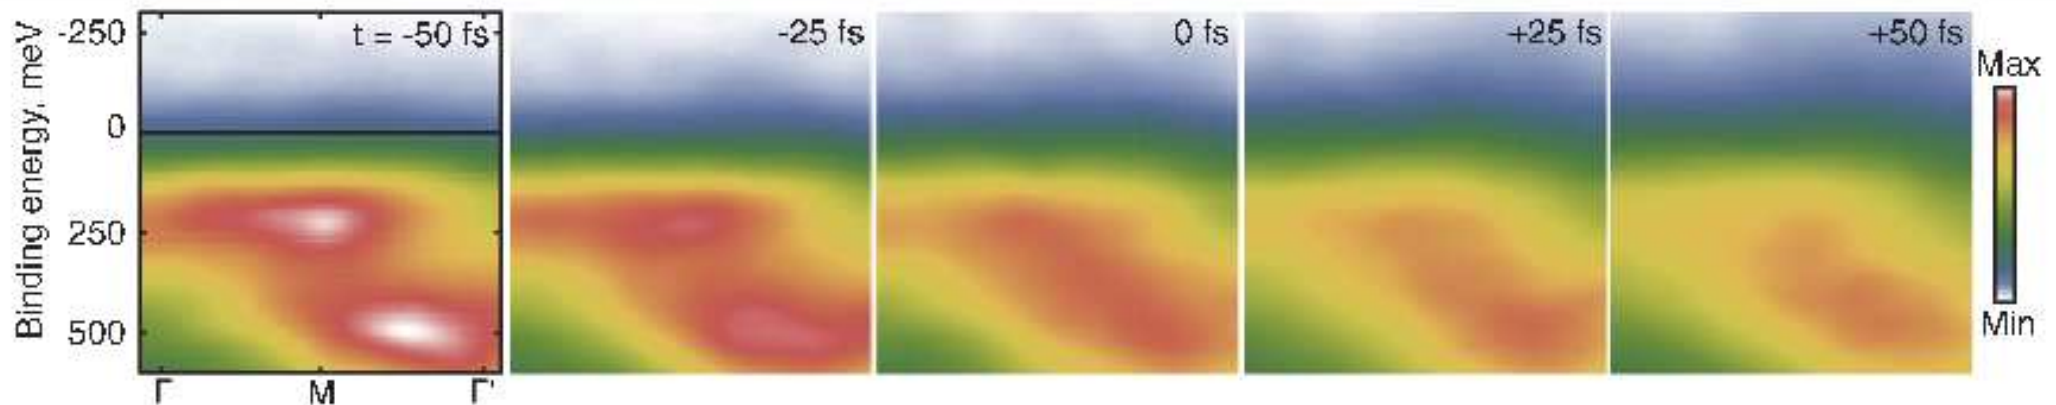 Binding energy, meV
-250
0
250
500
t = -50 fs
-25 fs
0 fs
+25 fs
+50 fs
Max
Min
Γ
M
Γ'